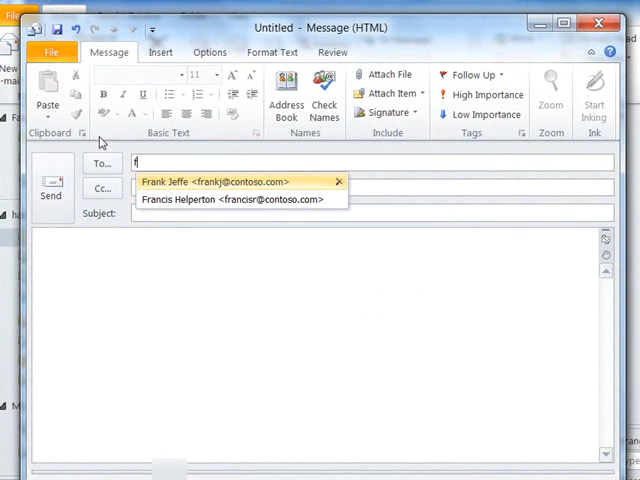 Untitled - Message (HTML)
File Message Insert Options Format Text Review
New
Paste
Clipboard
11
Basic Text
Address Book
Check Names
Names
Attach File
Attach Item
Signature
Follow Up
High Importance
Low Importance
Tags
Zoom
Zoom
Start Inking
Ink
Send
To...
f
Frank Jeffe <frankj@contoso.com>
Francis Helperton <francisr@contoso.com>
Cc...
Subject: